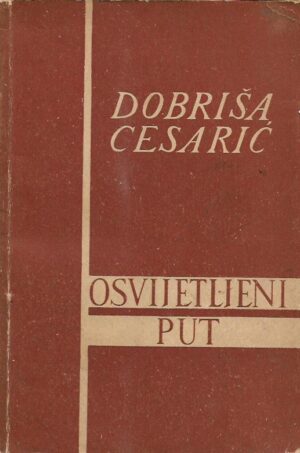 DOBRIŠA
CESARIĆ
OSVIJETLJENI
PUT